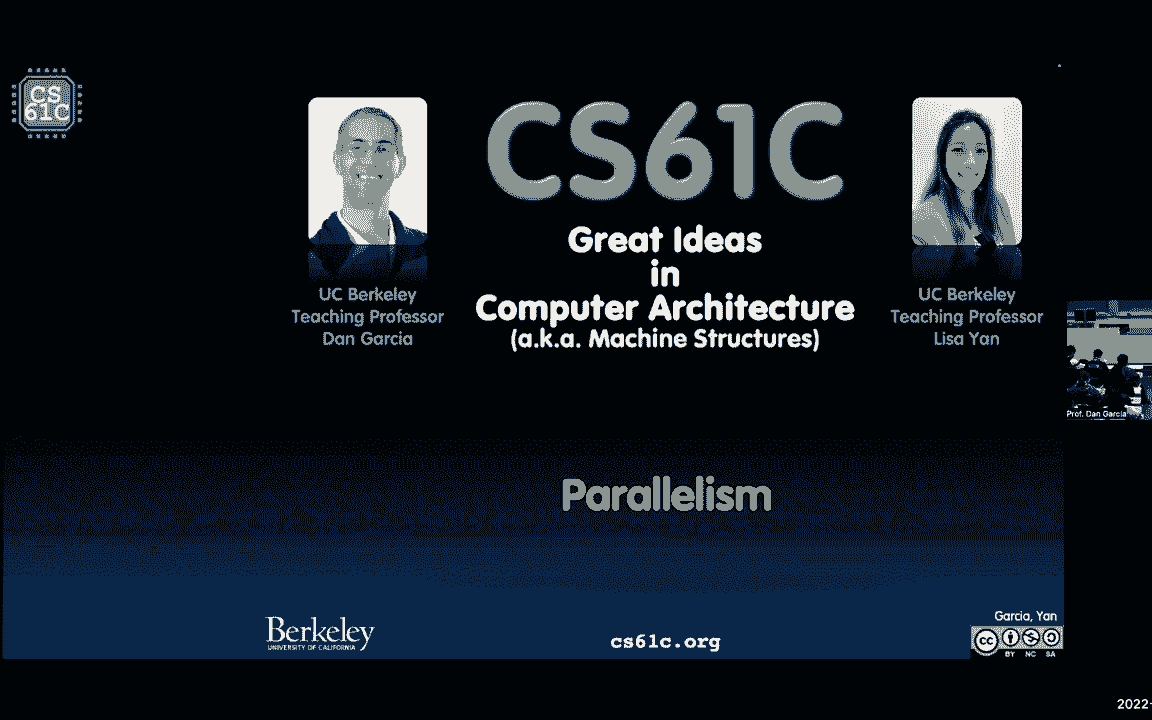 CS
61C
CS61C
Great Ideas
in
Computer Architecture
(a.k.a. Machine Structures)
UC Berkeley
Teaching Professor
Dan Garcia
UC Berkeley
Teaching Professor
Lisa Yan
Prof. Dan Garcia
Parallelism
Garcia, Yan
Berkeley
UNIVERSITY OF CALIFORNIA
cs61c.org
cc
BY NC SA
2022-